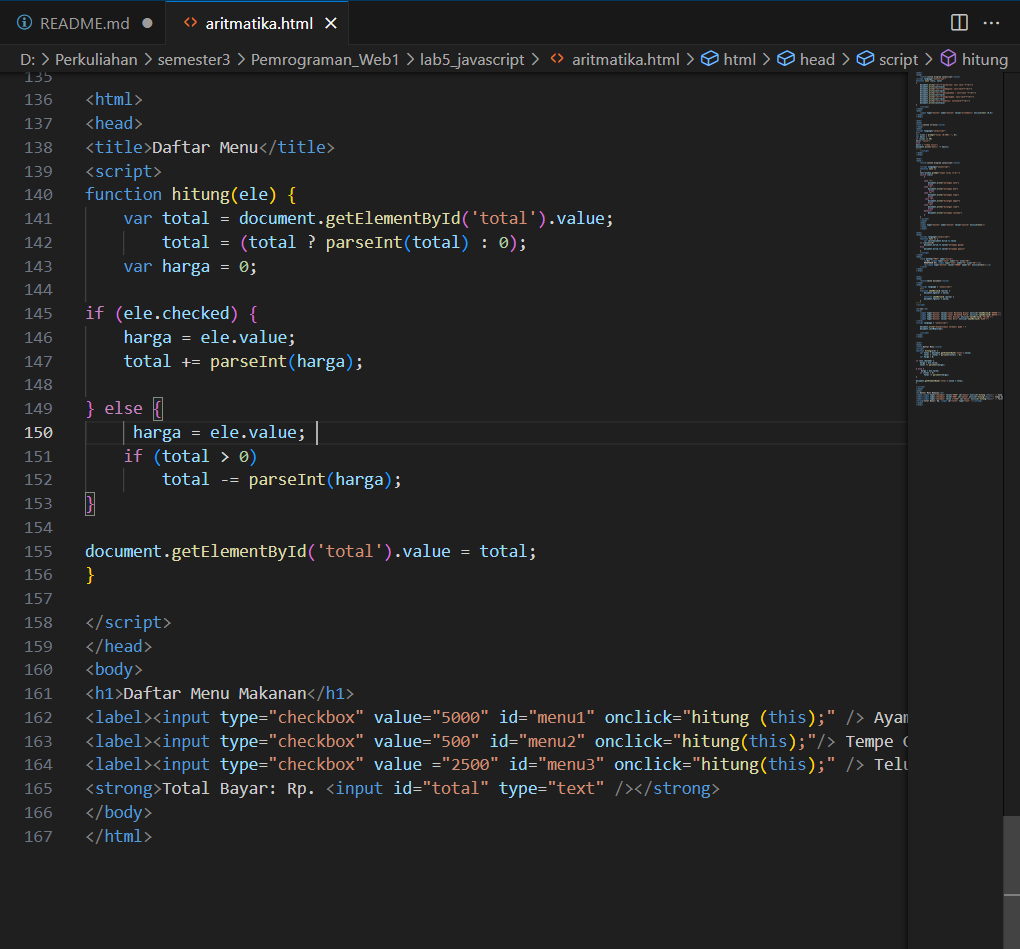 README.md
aritmatika.html
D: > Perkuliahan > semester3 > Pemrograman_Web1 > lab5_javascript > aritmatika.html > html > head > script > hitung
135
136 <html>
137 <head>
138 <title>Daftar Menu</title>
139 <script>
140 function hitung(ele) {
141 var total = document.getElementById('total').value;
142 total = (total ? parseInt(total) : 0);
143 var harga = 0;
144
145 if (ele.checked) {
146 harga = ele.value;
147 total += parseInt(harga);
148
149 } else {
150 harga = ele.value;
151 if (total > 0)
152 total -= parseInt(harga);
153 }
154
155 document.getElementById('total').value = total;
156 }
157
158 </script>
159 </head>
160 <body>
161 <h1>Daftar Menu Makanan</h1>
162 <label><input type="checkbox" value="5000" id="menu1" onclick="hitung (this);" /> Ayam
163 <label><input type="checkbox" value="500" id="menu2" onclick="hitung(this);"/> Tempe
164 <label><input type="checkbox" value ="2500" id="menu3" onclick="hitung(this);" /> Telu
165 <strong>Total Bayar: Rp. <input id="total" type="text" /></strong>
166 </body>
167 </html>